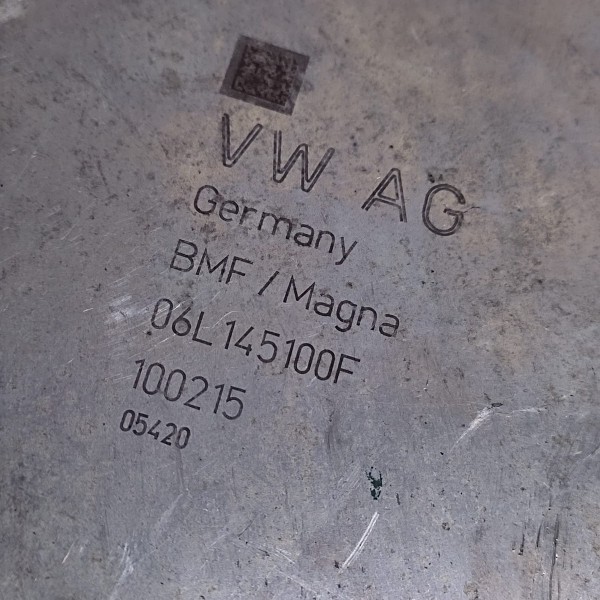 VW AG
Germany
BMF / Magna
06L145100F
100215
05420